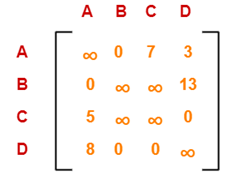 A B C D
A ∞ 0 7 3
B 0 ∞ ∞ 13
C 5 ∞ ∞ 0
D 8 0 0 ∞